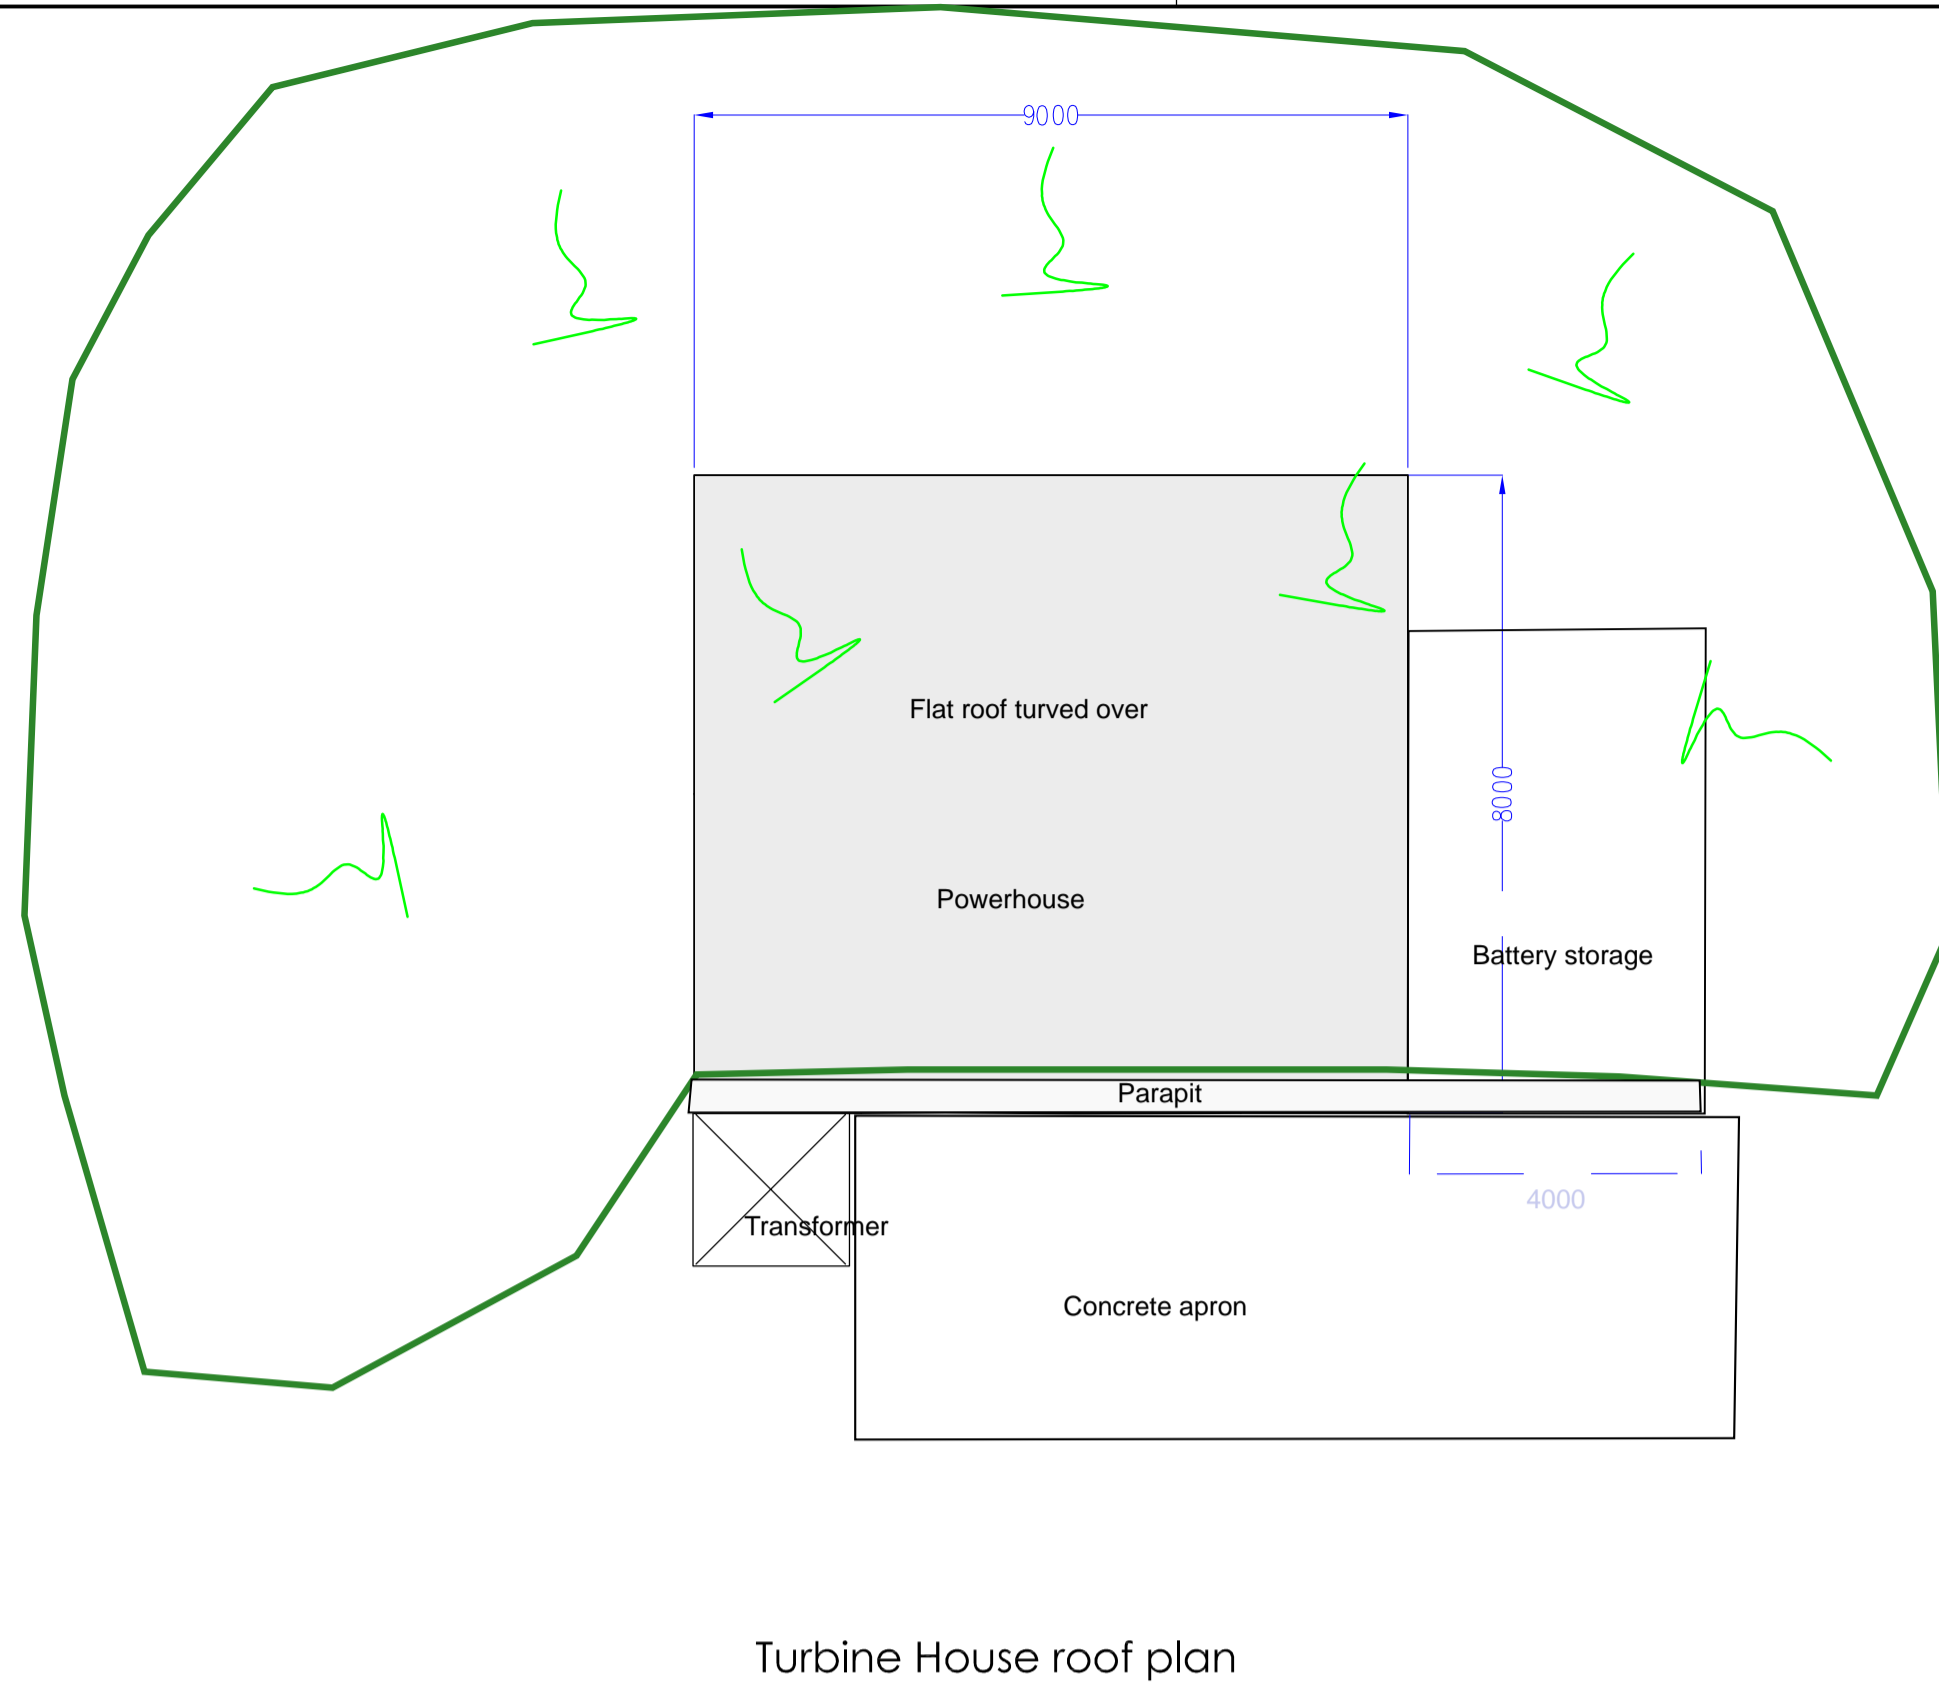 9000
Flat roof turved over
8000
Powerhouse
Battery storage
Parapit
4000
Transformer
Concrete apron
Turbine House roof plan